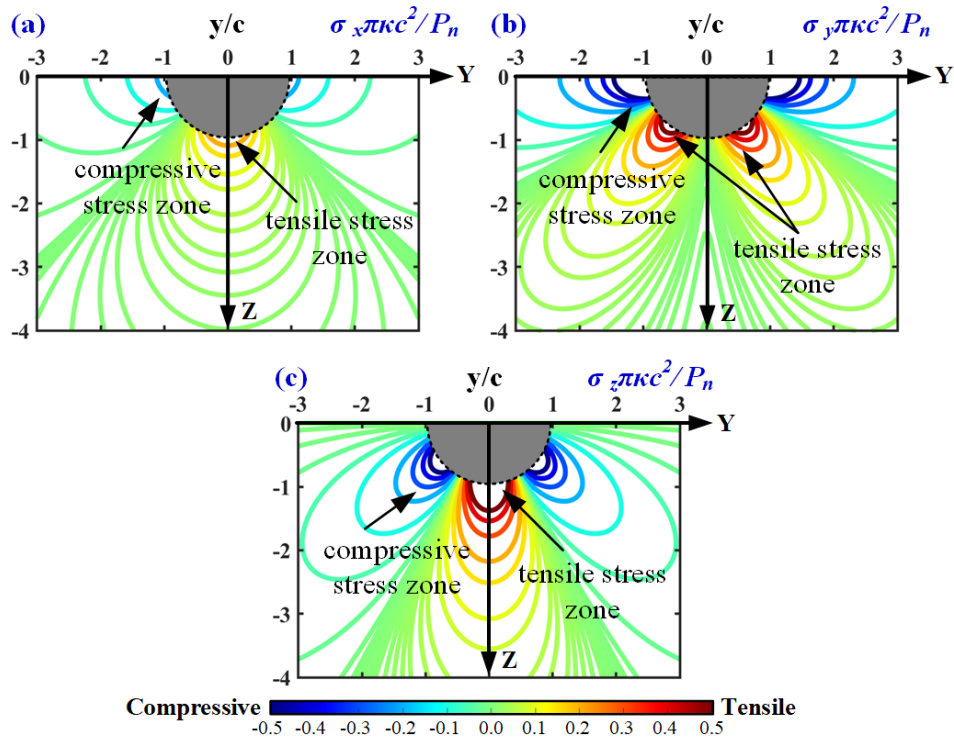 (a) y/c σ xπκc²/Pn
-3 -2 -1 0 1 2 3
Y
0
-1
-2
-3
-4
compressive
stress zone
tensile stress
zone
Z
(b) y/c σ yπκc²/Pn
-3 -2 -1 0 1 2 3
Y
0
-1
-2
-3
-4
compressive
stress zone
tensile stress
zone
Z
(c) y/c σ zπκc²/Pn
-3 -2 -1 0 1 2 3
Y
0
-1
-2
-3
-4
compressive
stress zone
tensile stress
zone
Z
Compressive Tensile
-0.5 -0.4 -0.3 -0.2 -0.1 0.0 0.1 0.2 0.3 0.4 0.5